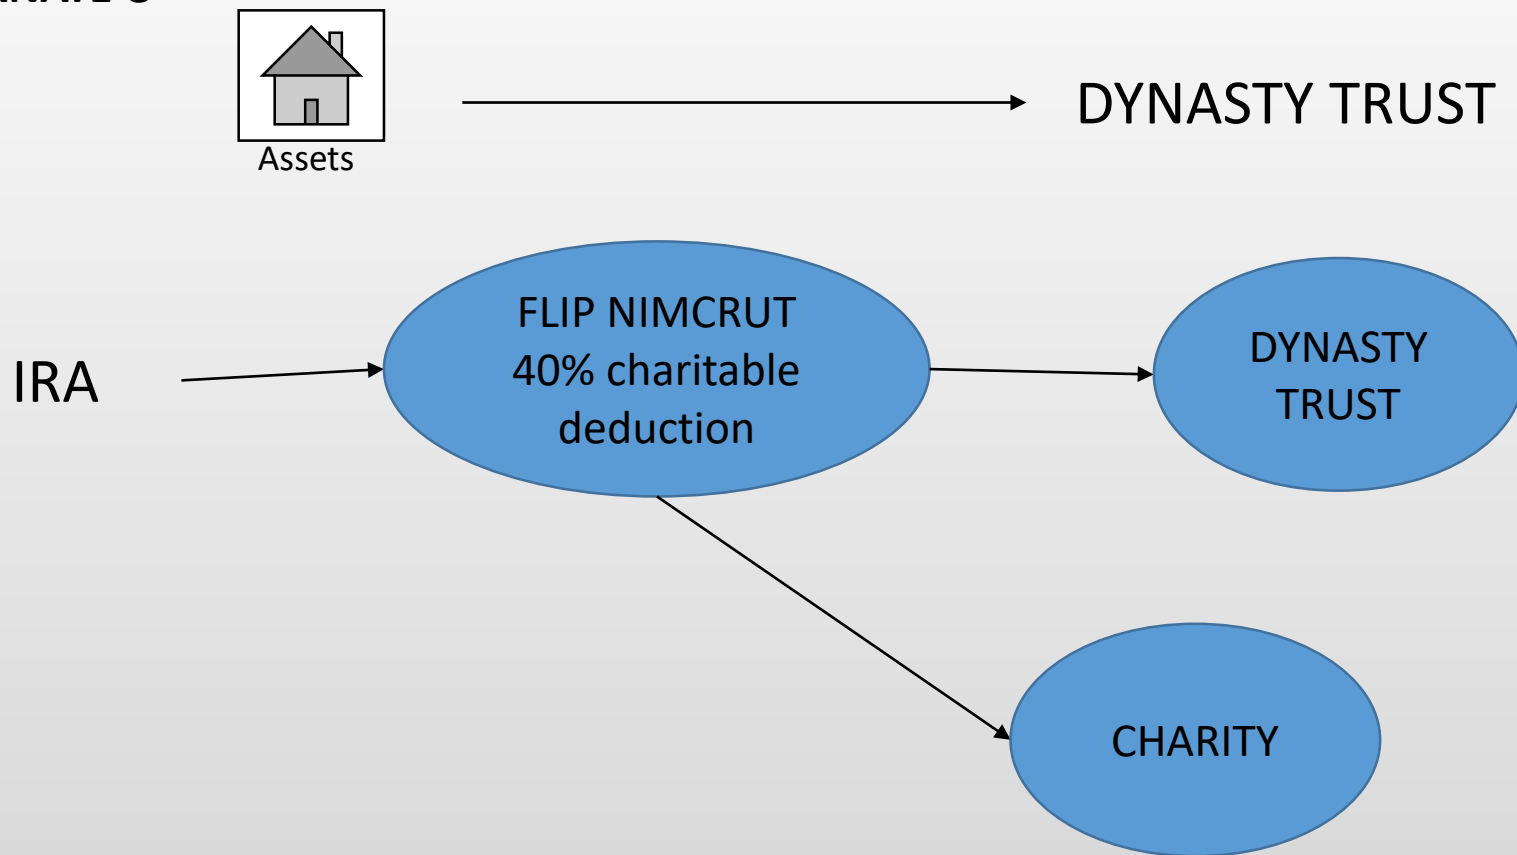 Assets
DYNASTY TRUST
IRA
FLIP NIMCRUT
40% charitable
deduction
DYNASTY
TRUST
CHARITY